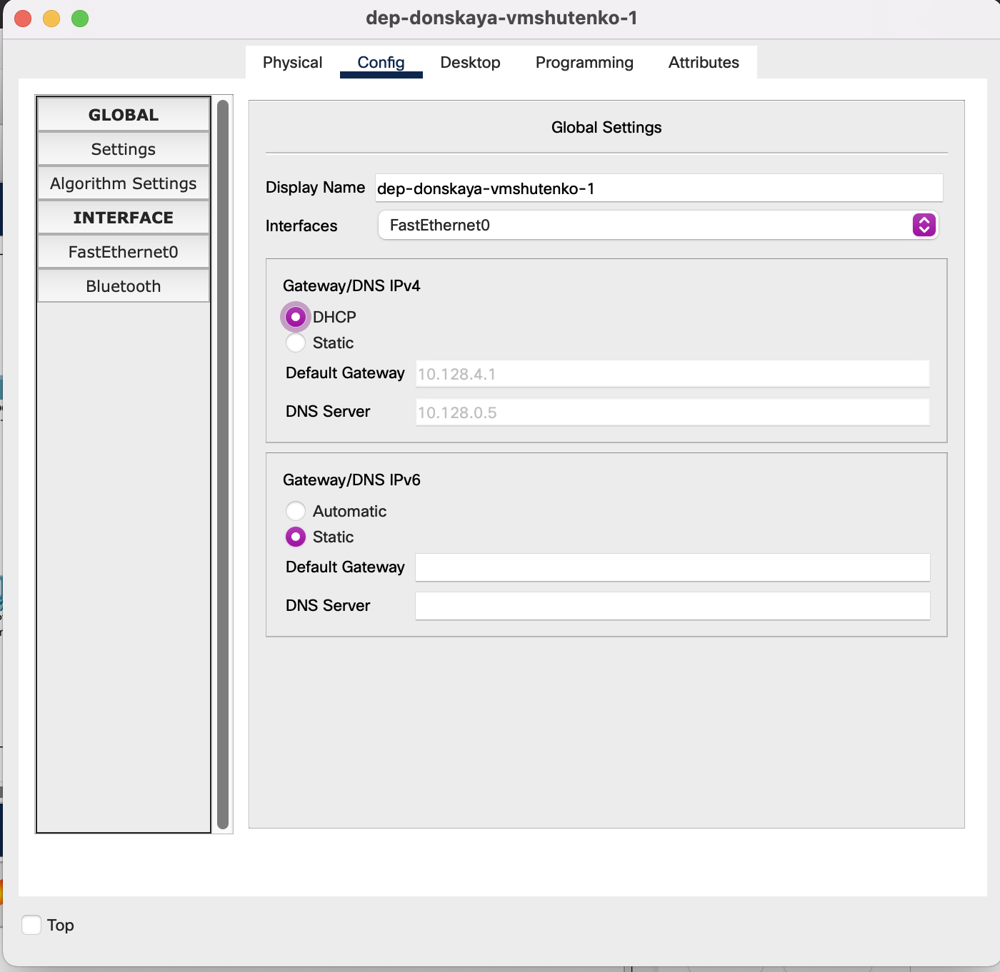 dep-donskaya-vmshutenko-1
Physical Config Desktop Programming Attributes
GLOBAL
Settings
Algorithm Settings
INTERFACE
FastEthernet0
Bluetooth
Global Settings
Display Name dep-donskaya-vmshutenko-1
Interfaces FastEthernet0
Gateway/DNS IPv4
DHCP
Static
Default Gateway 10.128.4.1
DNS Server 10.128.0.5
Gateway/DNS IPv6
Automatic
Static
Default Gateway
DNS Server
Top